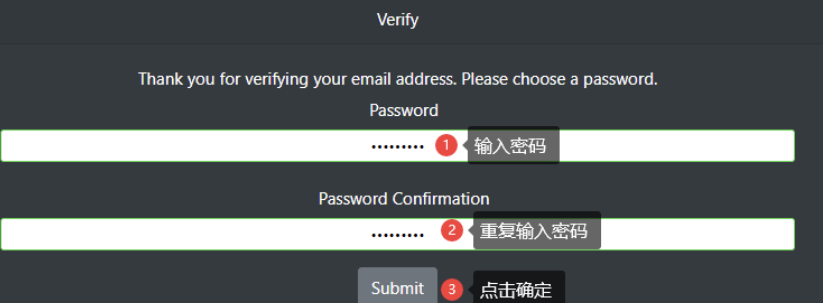 Verify
Thank you for verifying your email address. Please choose a password.
Password
••••••••• 1 输入密码
Password Confirmation
••••••••• 2 重复输入密码
Submit 3 点击确定